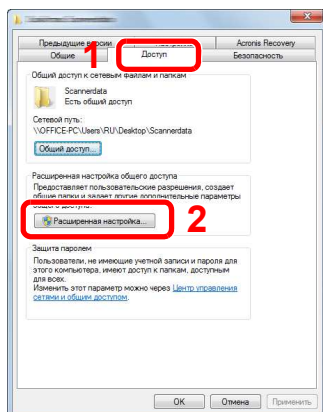 Предыдущие версии
Acronis Recovery
Общие
1
Доступ
Безопасность
Общий доступ к сетевым файлам и папкам
Scannerdata
Есть общий доступ
Сетевой путь:
\\OFFICE-PC\Users\RU\Desktop\Scannerdata
Общий доступ...
Расширенная настройка общего доступа
Предоставляет пользовательские разрешения, создает
общие папки и задает другие дополнительные параметры
общего доступа.
Расширенная настройка...
2
Защита паролем
Пользователи, не имеющие учетной записи и пароля для
этого компьютера, имеют доступ к папкам, доступным
для всех.
Изменить этот параметр можно через Центр управления
сетями и общим доступом.
OK
Отмена
Применить